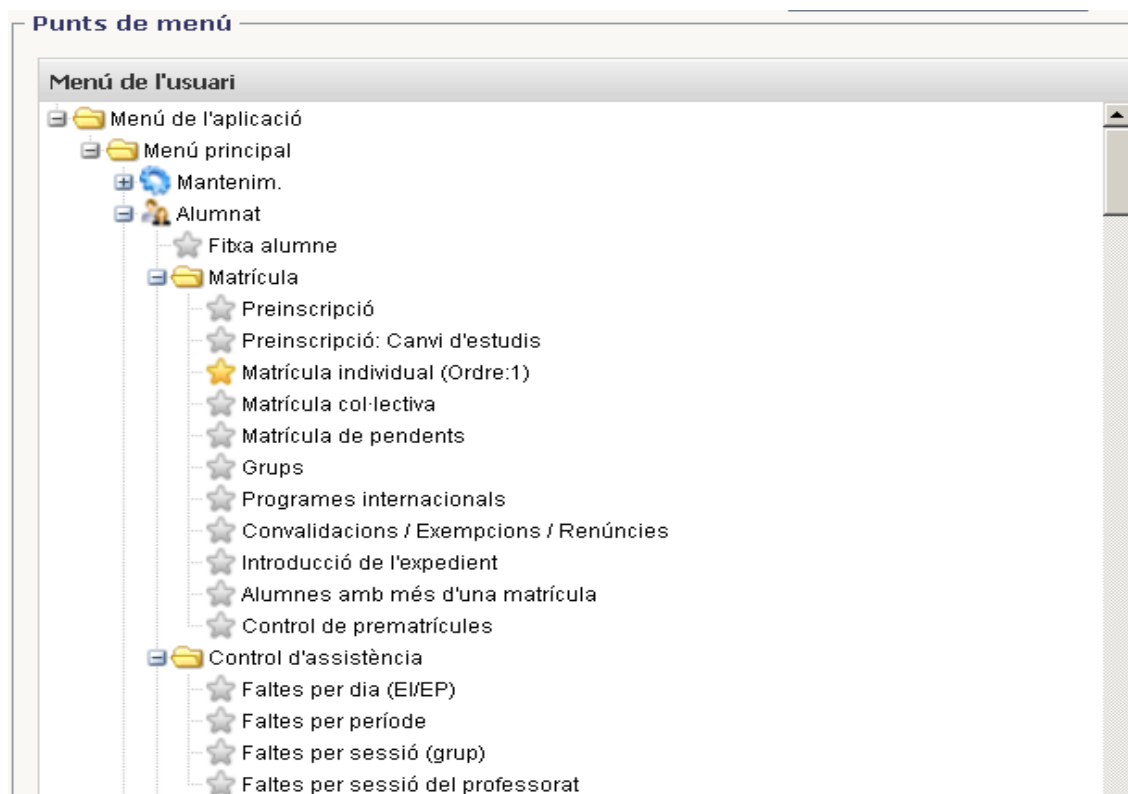 Punts de menú
Menú de l'usuari
Menú de l'aplicació
Menú principal
Mantenim.
Alumnat
Fitxa alumne
Matrícula
Preinscripció
Preinscripció: Canvi d'estudis
Matrícula individual (Ordre:1)
Matrícula col·lectiva
Matrícula de pendents
Grups
Programes internacionals
Convalidacions / Exempcions / Renúncies
Introducció de l'expedient
Alumnes amb més d'una matrícula
Control de prematrícules
Control d'assistència
Faltes per dia (EI/EP)
Faltes per període
Faltes per sessió (grup)
Faltes per sessió del professorat